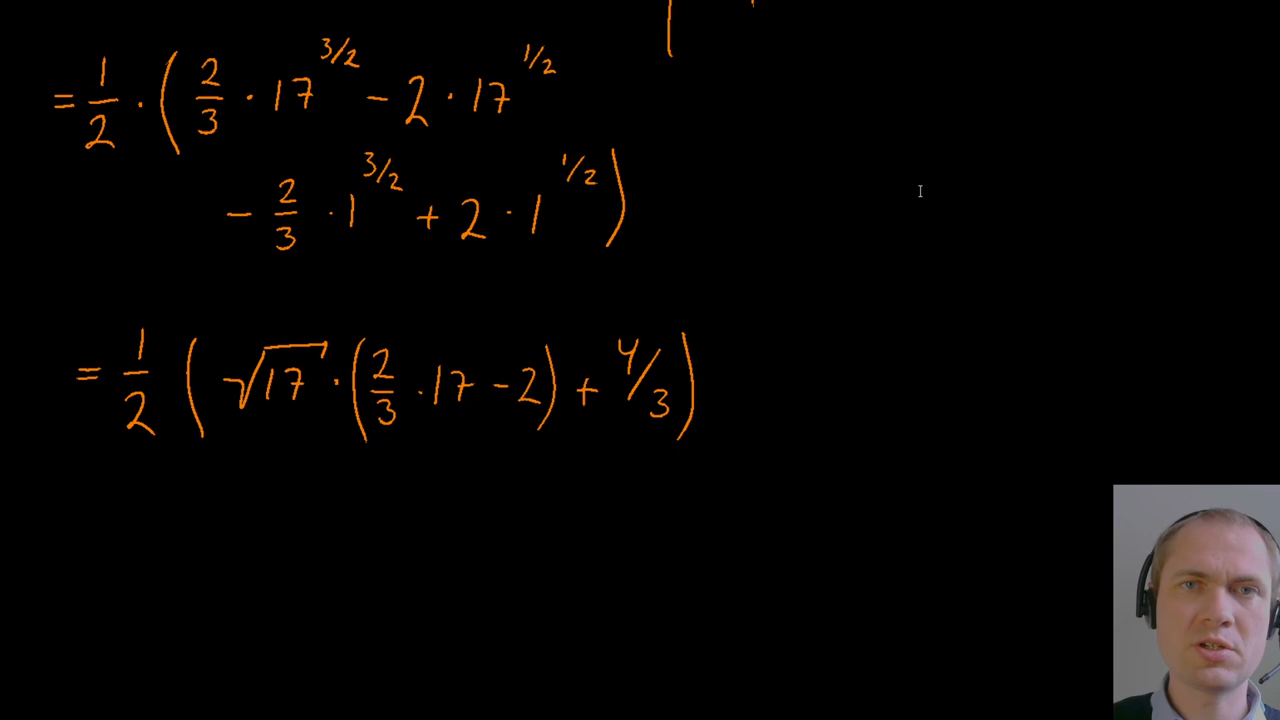 = 1/2 · ( 2/3 · 17^{3/2} - 2 · 17^{1/2}
- 2/3 · 1^{3/2} + 2 · 1^{1/2} )
= 1/2 ( √17 · ( 2/3 · 17 - 2 ) + 4/3 )